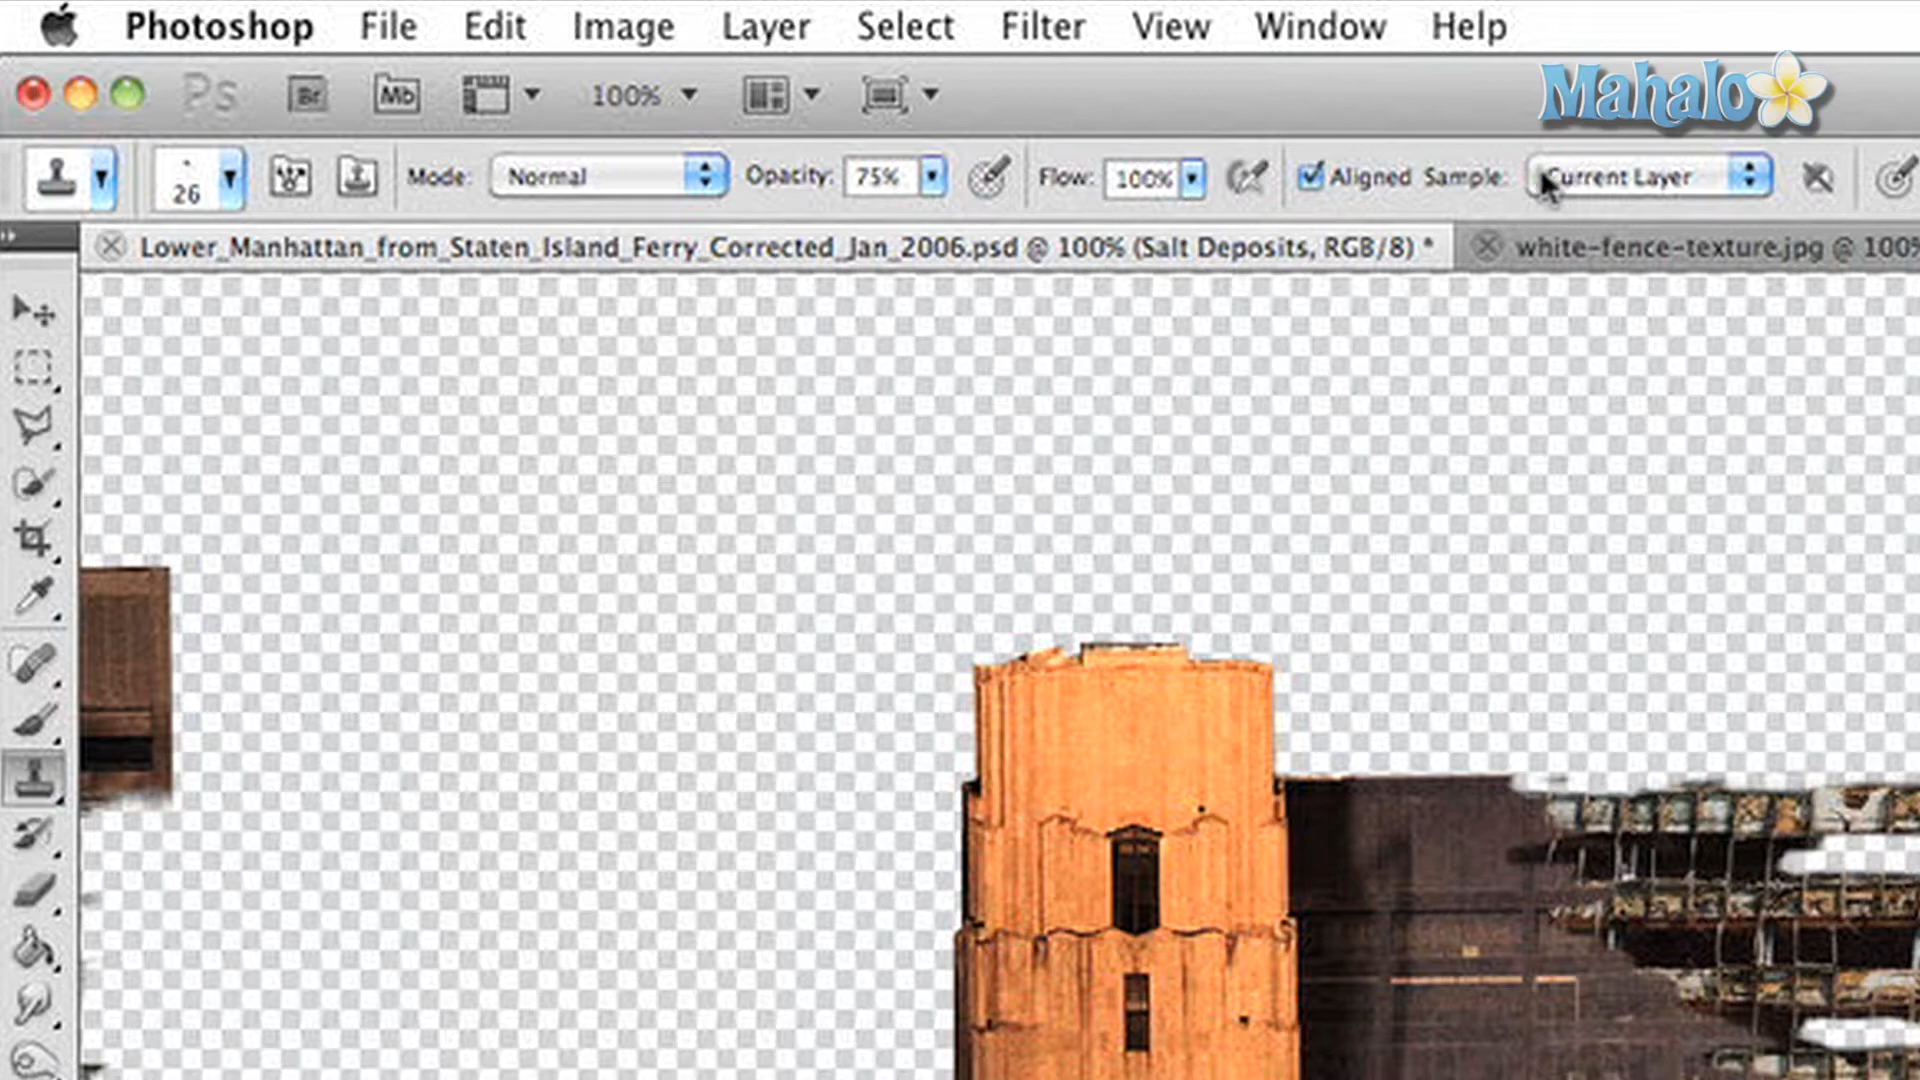 Photoshop File Edit Image Layer Select Filter View Window Help
Ps Br Mb 100% Mahalo
26 Mode: Normal Opacity: 75% Flow: 100% Aligned Sample: Current Layer
Lower_Manhattan_from_Staten_Island_Ferry_Corrected_Jan_2006.psd @ 100% (Salt Deposits, RGB/8) * white-fence-texture.jpg @ 100%